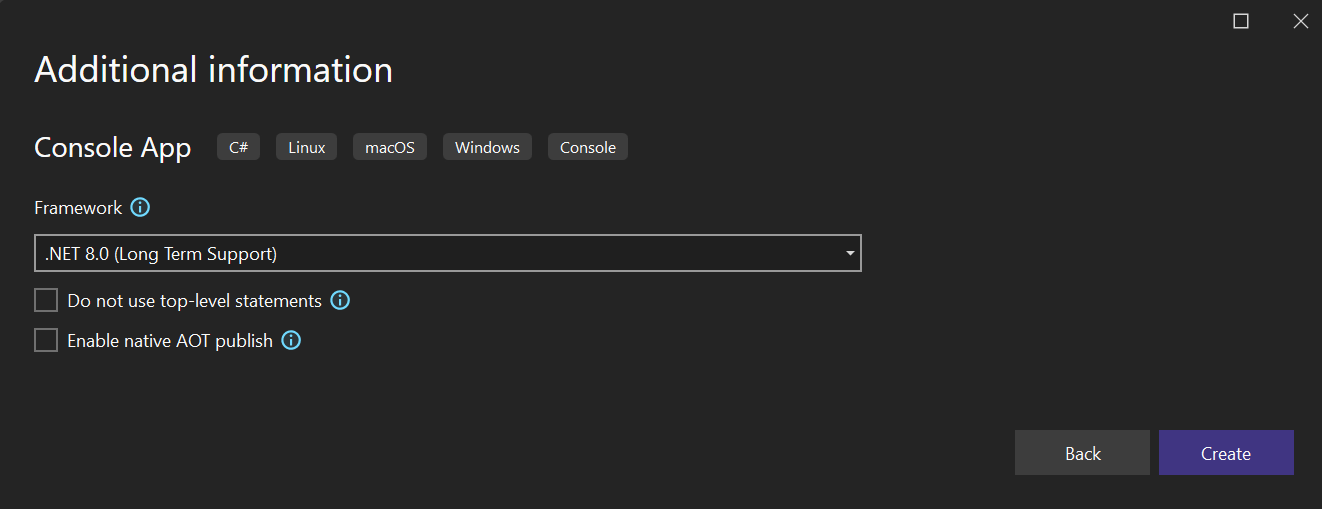 Additional information
Console App C# Linux macOS Windows Console
Framework
.NET 8.0 (Long Term Support)
Do not use top-level statements
Enable native AOT publish
Back Create